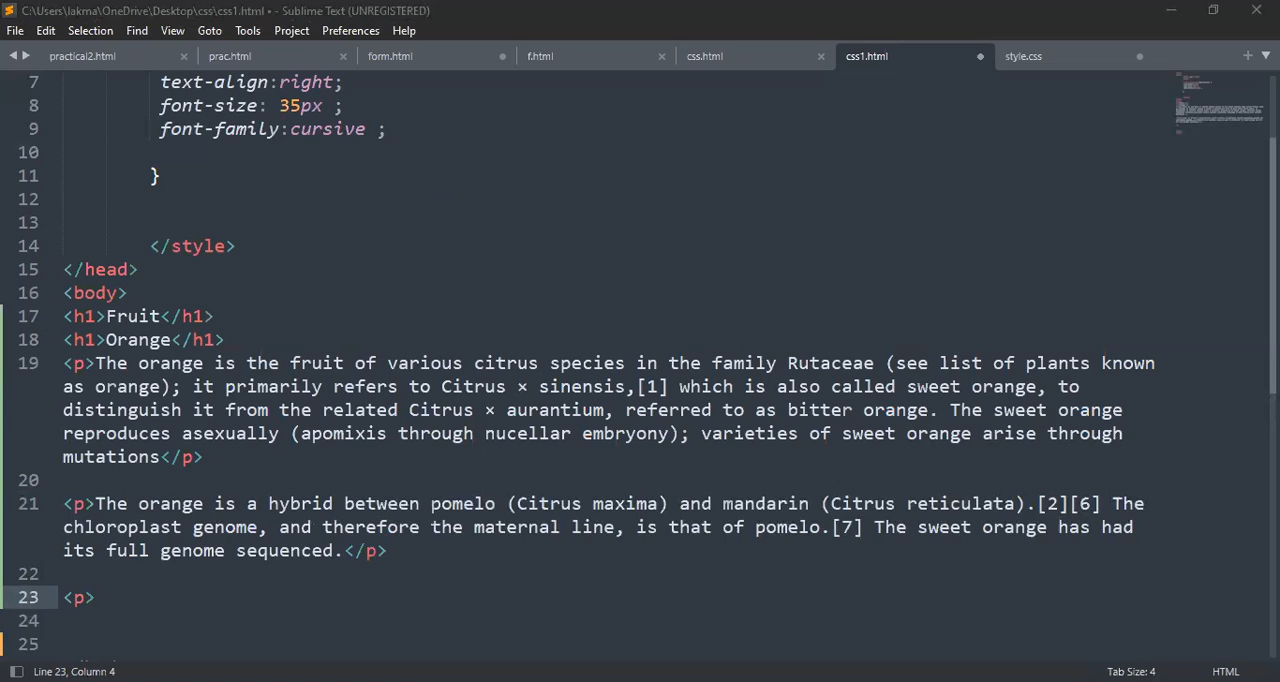 C:\Users\lakma\OneDrive\Desktop\css\css1.html • - Sublime Text (UNREGISTERED)
File Edit Selection Find View Goto Tools Project Preferences Help
practical2.html prac.html form.html f.html css.html css1.html style.css
7 text-align:right;
8 font-size: 35px ;
9 font-family:cursive ;
10
11 }
12
13
14 </style>
15 </head>
16 <body>
17 <h1>Fruit</h1>
18 <h1>Orange</h1>
19 <p>The orange is the fruit of various citrus species in the family Rutaceae (see list of plants known
as orange); it primarily refers to Citrus × sinensis,[1] which is also called sweet orange, to
distinguish it from the related Citrus × aurantium, referred to as bitter orange. The sweet orange
reproduces asexually (apomixis through nucellar embryony); varieties of sweet orange arise through
mutations</p>
20
21 <p>The orange is a hybrid between pomelo (Citrus maxima) and mandarin (Citrus reticulata).[2][6] The
chloroplast genome, and therefore the maternal line, is that of pomelo.[7] The sweet orange has had
its full genome sequenced.</p>
22
23 <p>
24
25
Line 23, Column 4 Tab Size: 4 HTML